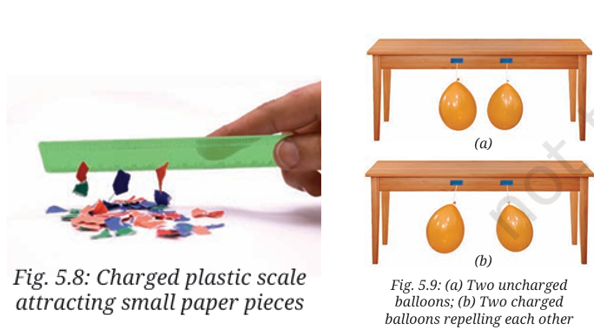 Fig. 5.8: Charged plastic scale
attracting small paper pieces
(a)
(b)
Fig. 5.9: (a) Two uncharged
balloons; (b) Two charged
balloons repelling each other
not